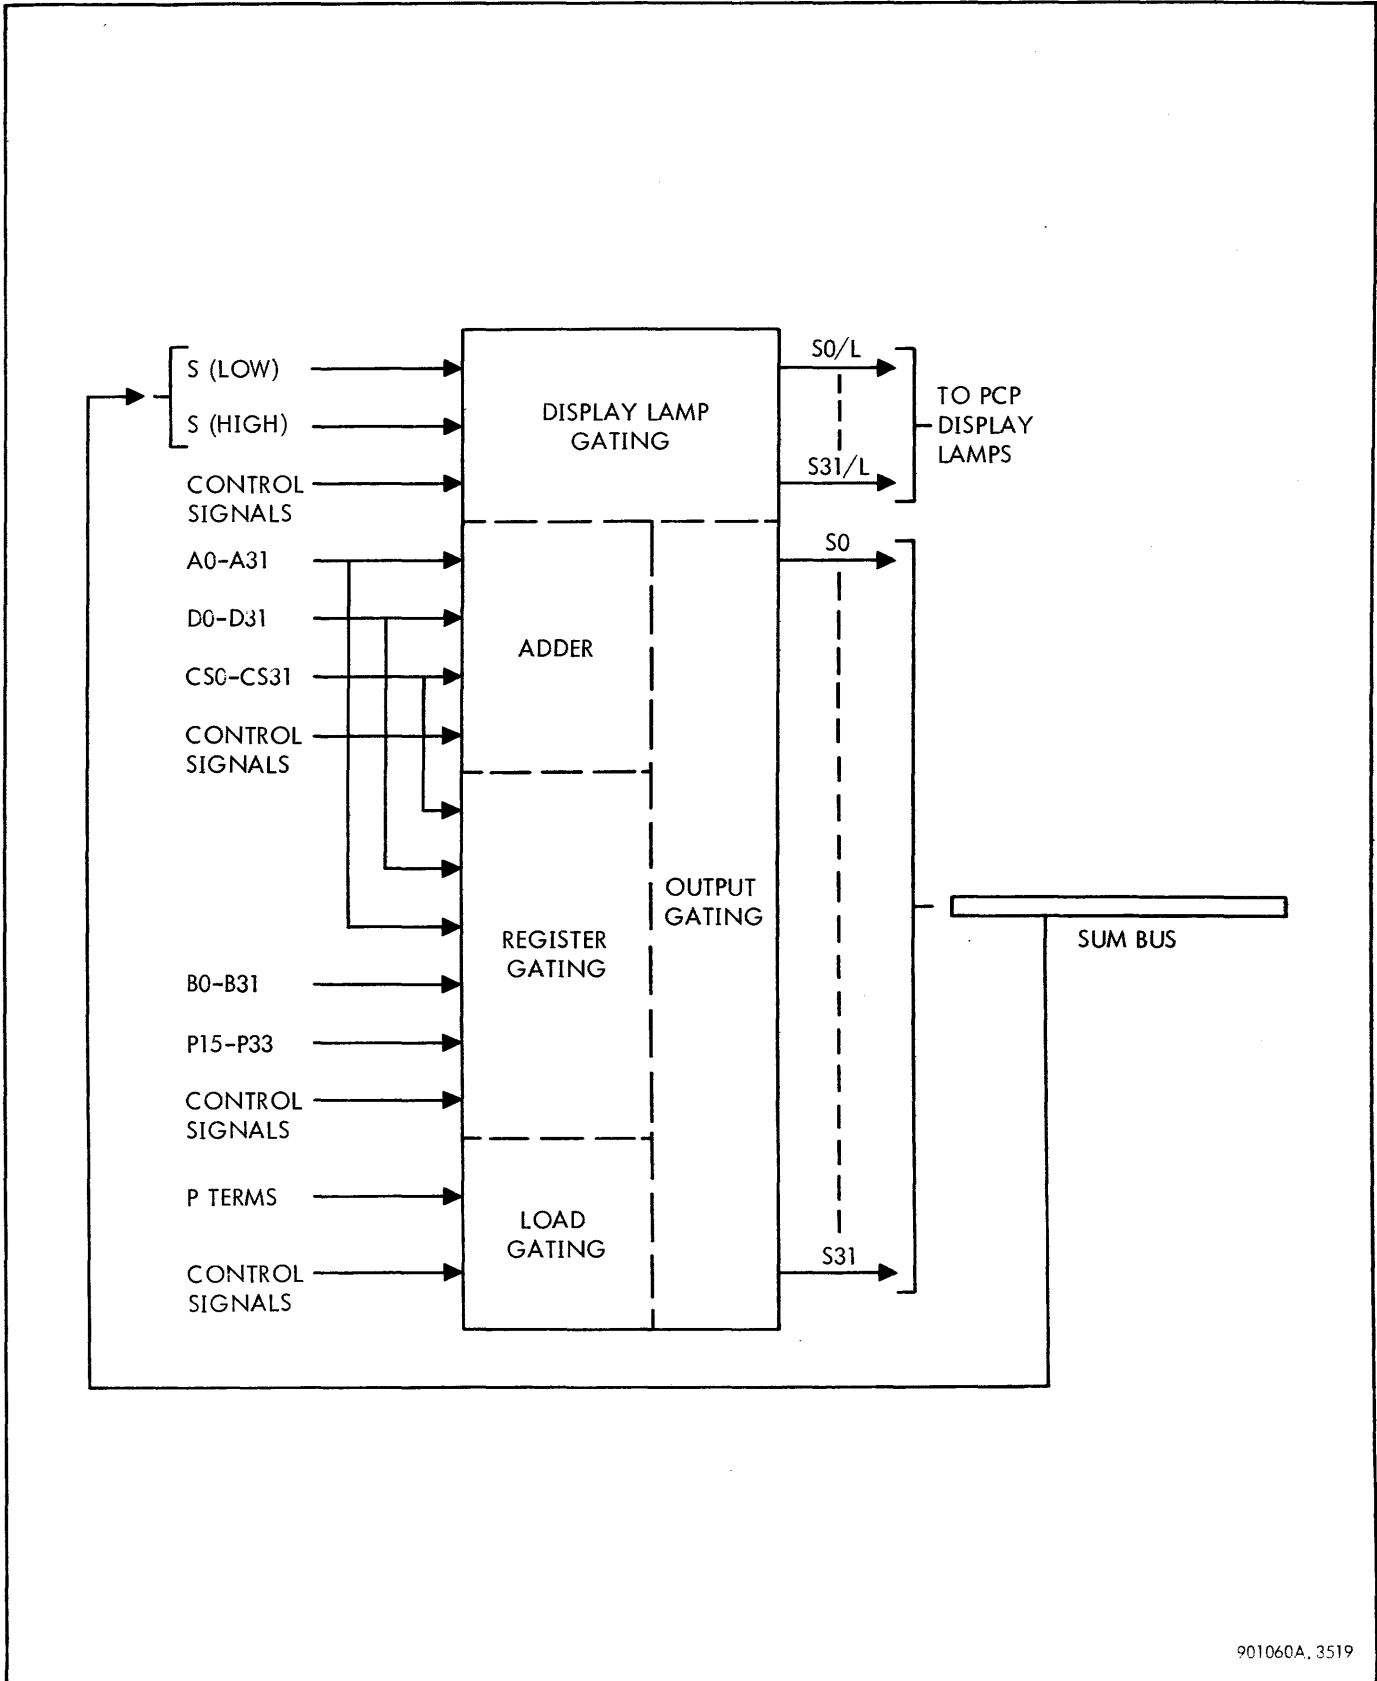 S (LOW)
S (HIGH)
CONTROL
SIGNALS
A0-A31
D0-D31
CS0-CS31
CONTROL
SIGNALS
B0-B31
P15-P33
CONTROL
SIGNALS
P TERMS
CONTROL
SIGNALS
DISPLAY LAMP
GATING
ADDER
REGISTER
GATING
LOAD
GATING
OUTPUT
GATING
S0/L
S31/L
TO PCP
DISPLAY
LAMPS
S0
S31
SUM BUS
901060A. 3519